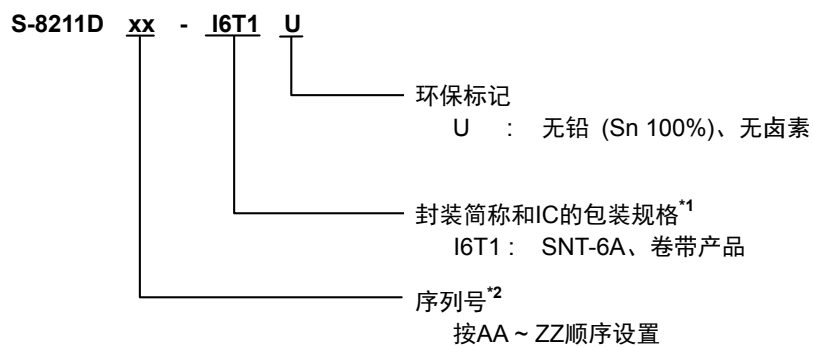 S-8211D xx - I6T1 U
环保标记
U : 无铅 (Sn 100%)、无卤素
封装简称和IC的包装规格*1
I6T1 : SNT-6A、卷带产品
序列号*2
按AA ~ ZZ顺序设置